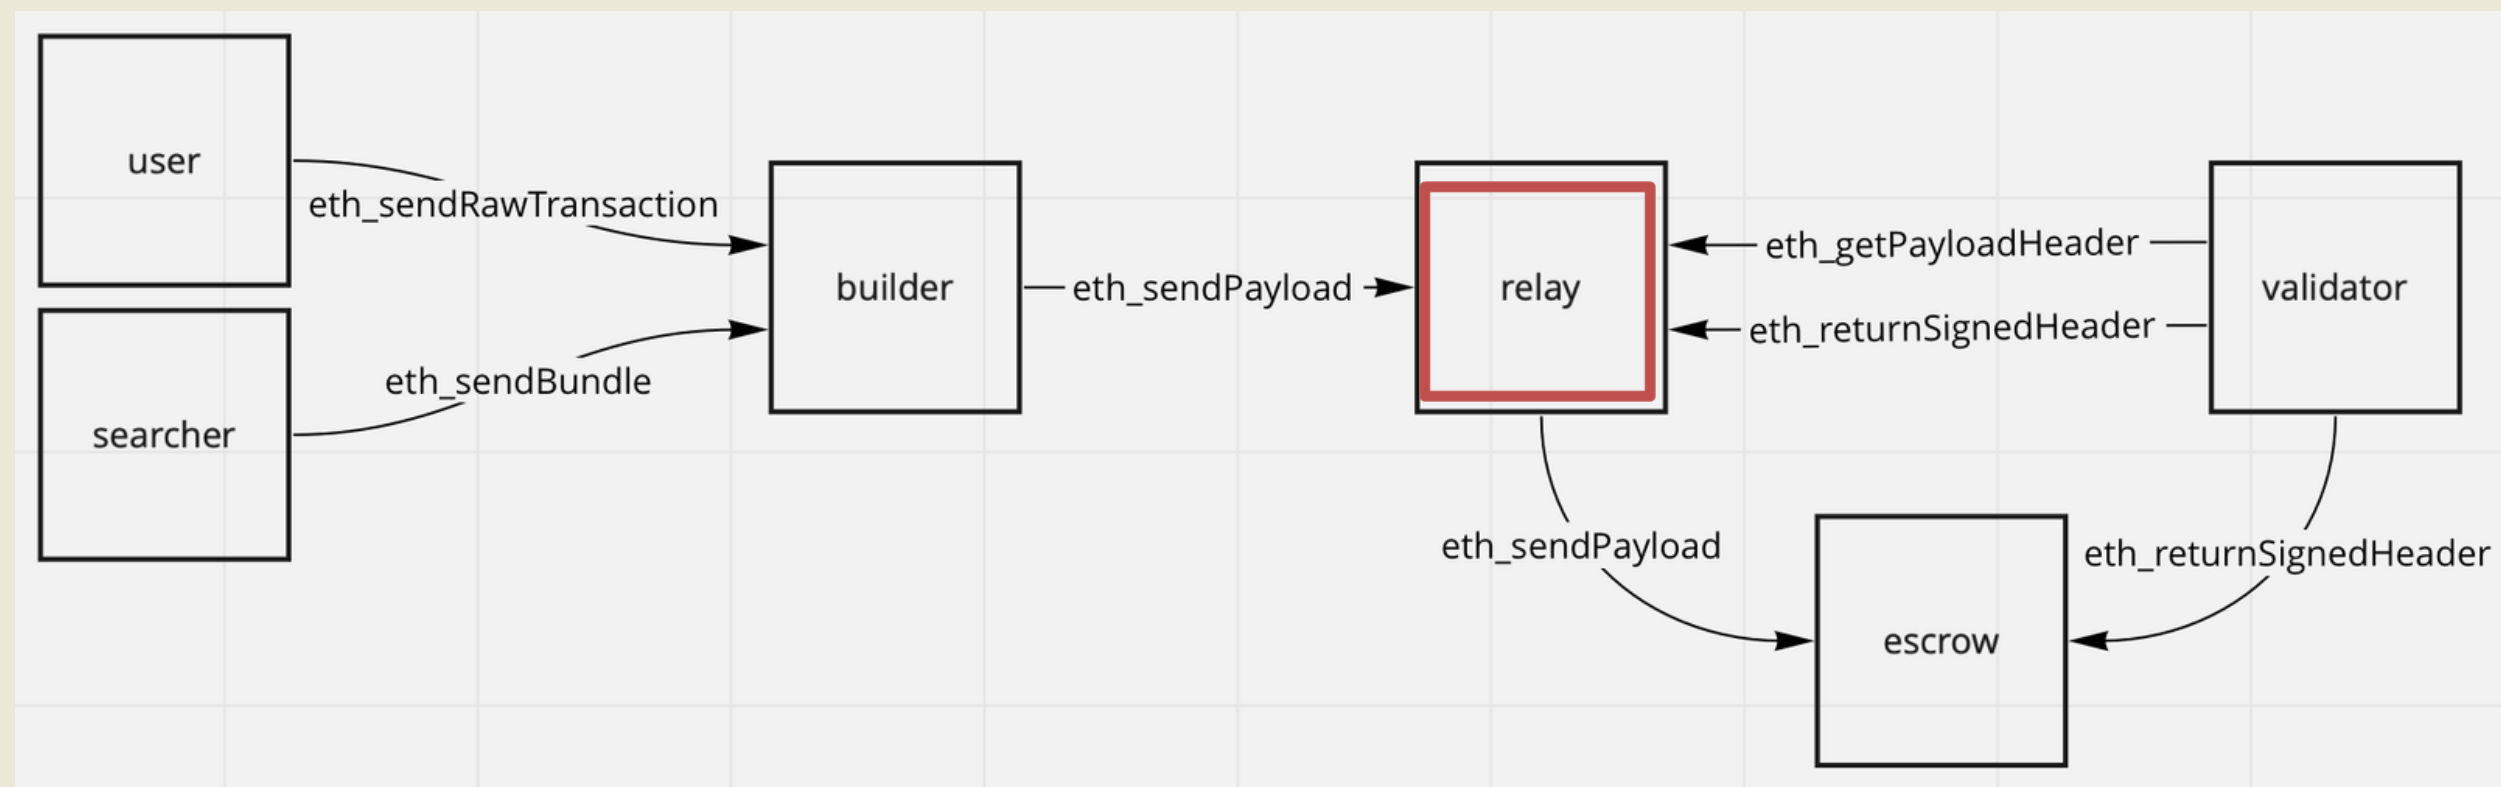 user
eth_sendRawTransaction
searcher
eth_sendBundle
builder
eth_sendPayload
relay
eth_getPayloadHeader
eth_returnSignedHeader
validator
eth_sendPayload
escrow
eth_returnSignedHeader